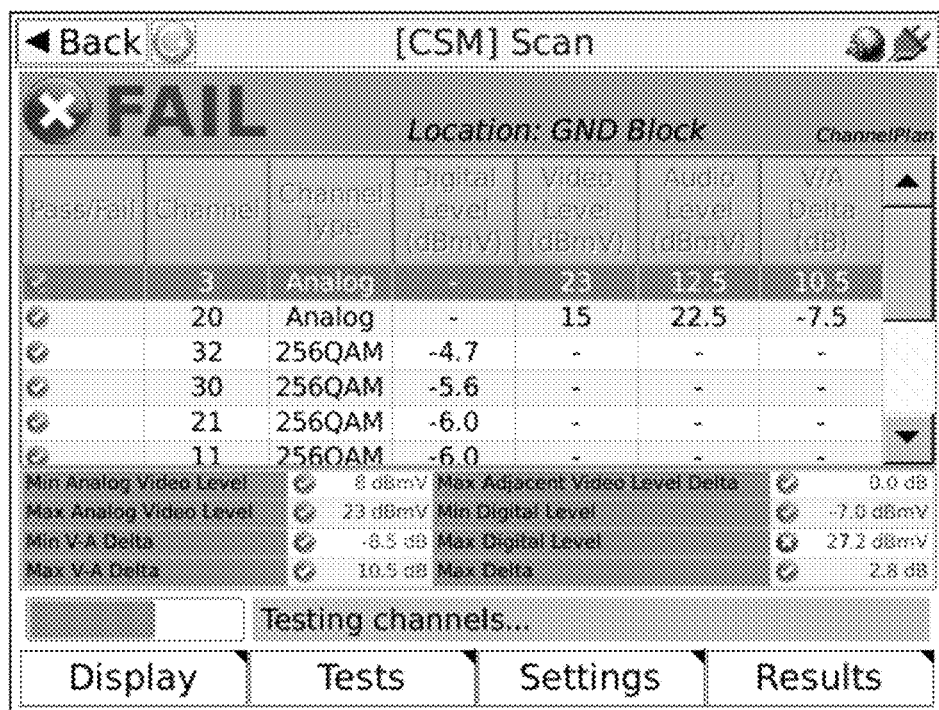 Back [CSM] Scan
FAIL Location: GND Block ChannelPlan
Pass/Fail Channel Channel Type Digital Level (dBmV) Video Level (dBmV) Audio Level (dBmV) V/A Delta (dB)
3 Analog - 23 12.5 10.5
20 Analog - 15 22.5 -7.5
32 256QAM -4.7 - - -
30 256QAM -5.6 - - -
21 256QAM -6.0 - - -
11 256QAM -6.0 - - -
Min Analog Video Level 8 dBmV Max Adjacent Video Level Delta 0.0 dB
Max Analog Video Level 23 dBmV Min Digital Level -7.0 dBmV
Min V-A Delta -8.5 dB Max Digital Level 27.2 dBmV
Max V-A Delta 10.5 dB Max Delta 2.8 dB
Testing channels...
Display Tests Settings Results